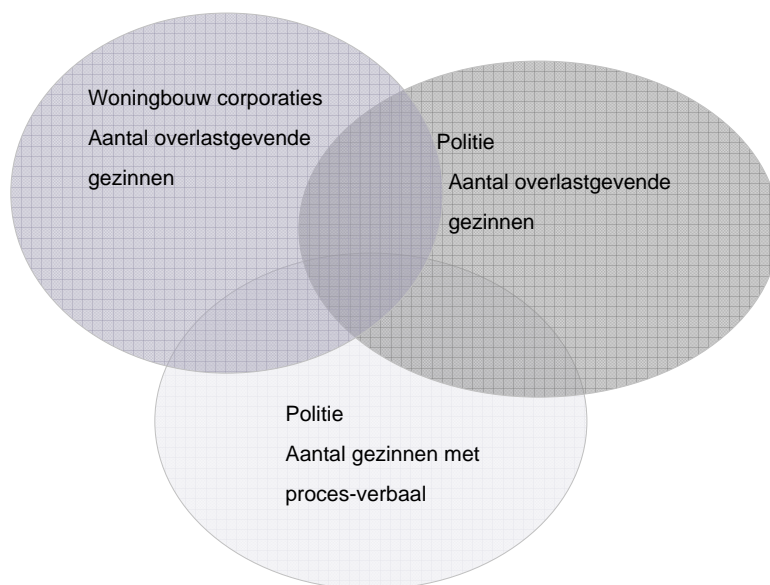 Woningbouw corporaties
Aantal overlastgevende
gezinnen
Politie
Aantal overlastgevende
gezinnen
Politie
Aantal gezinnen met
proces-verbaal